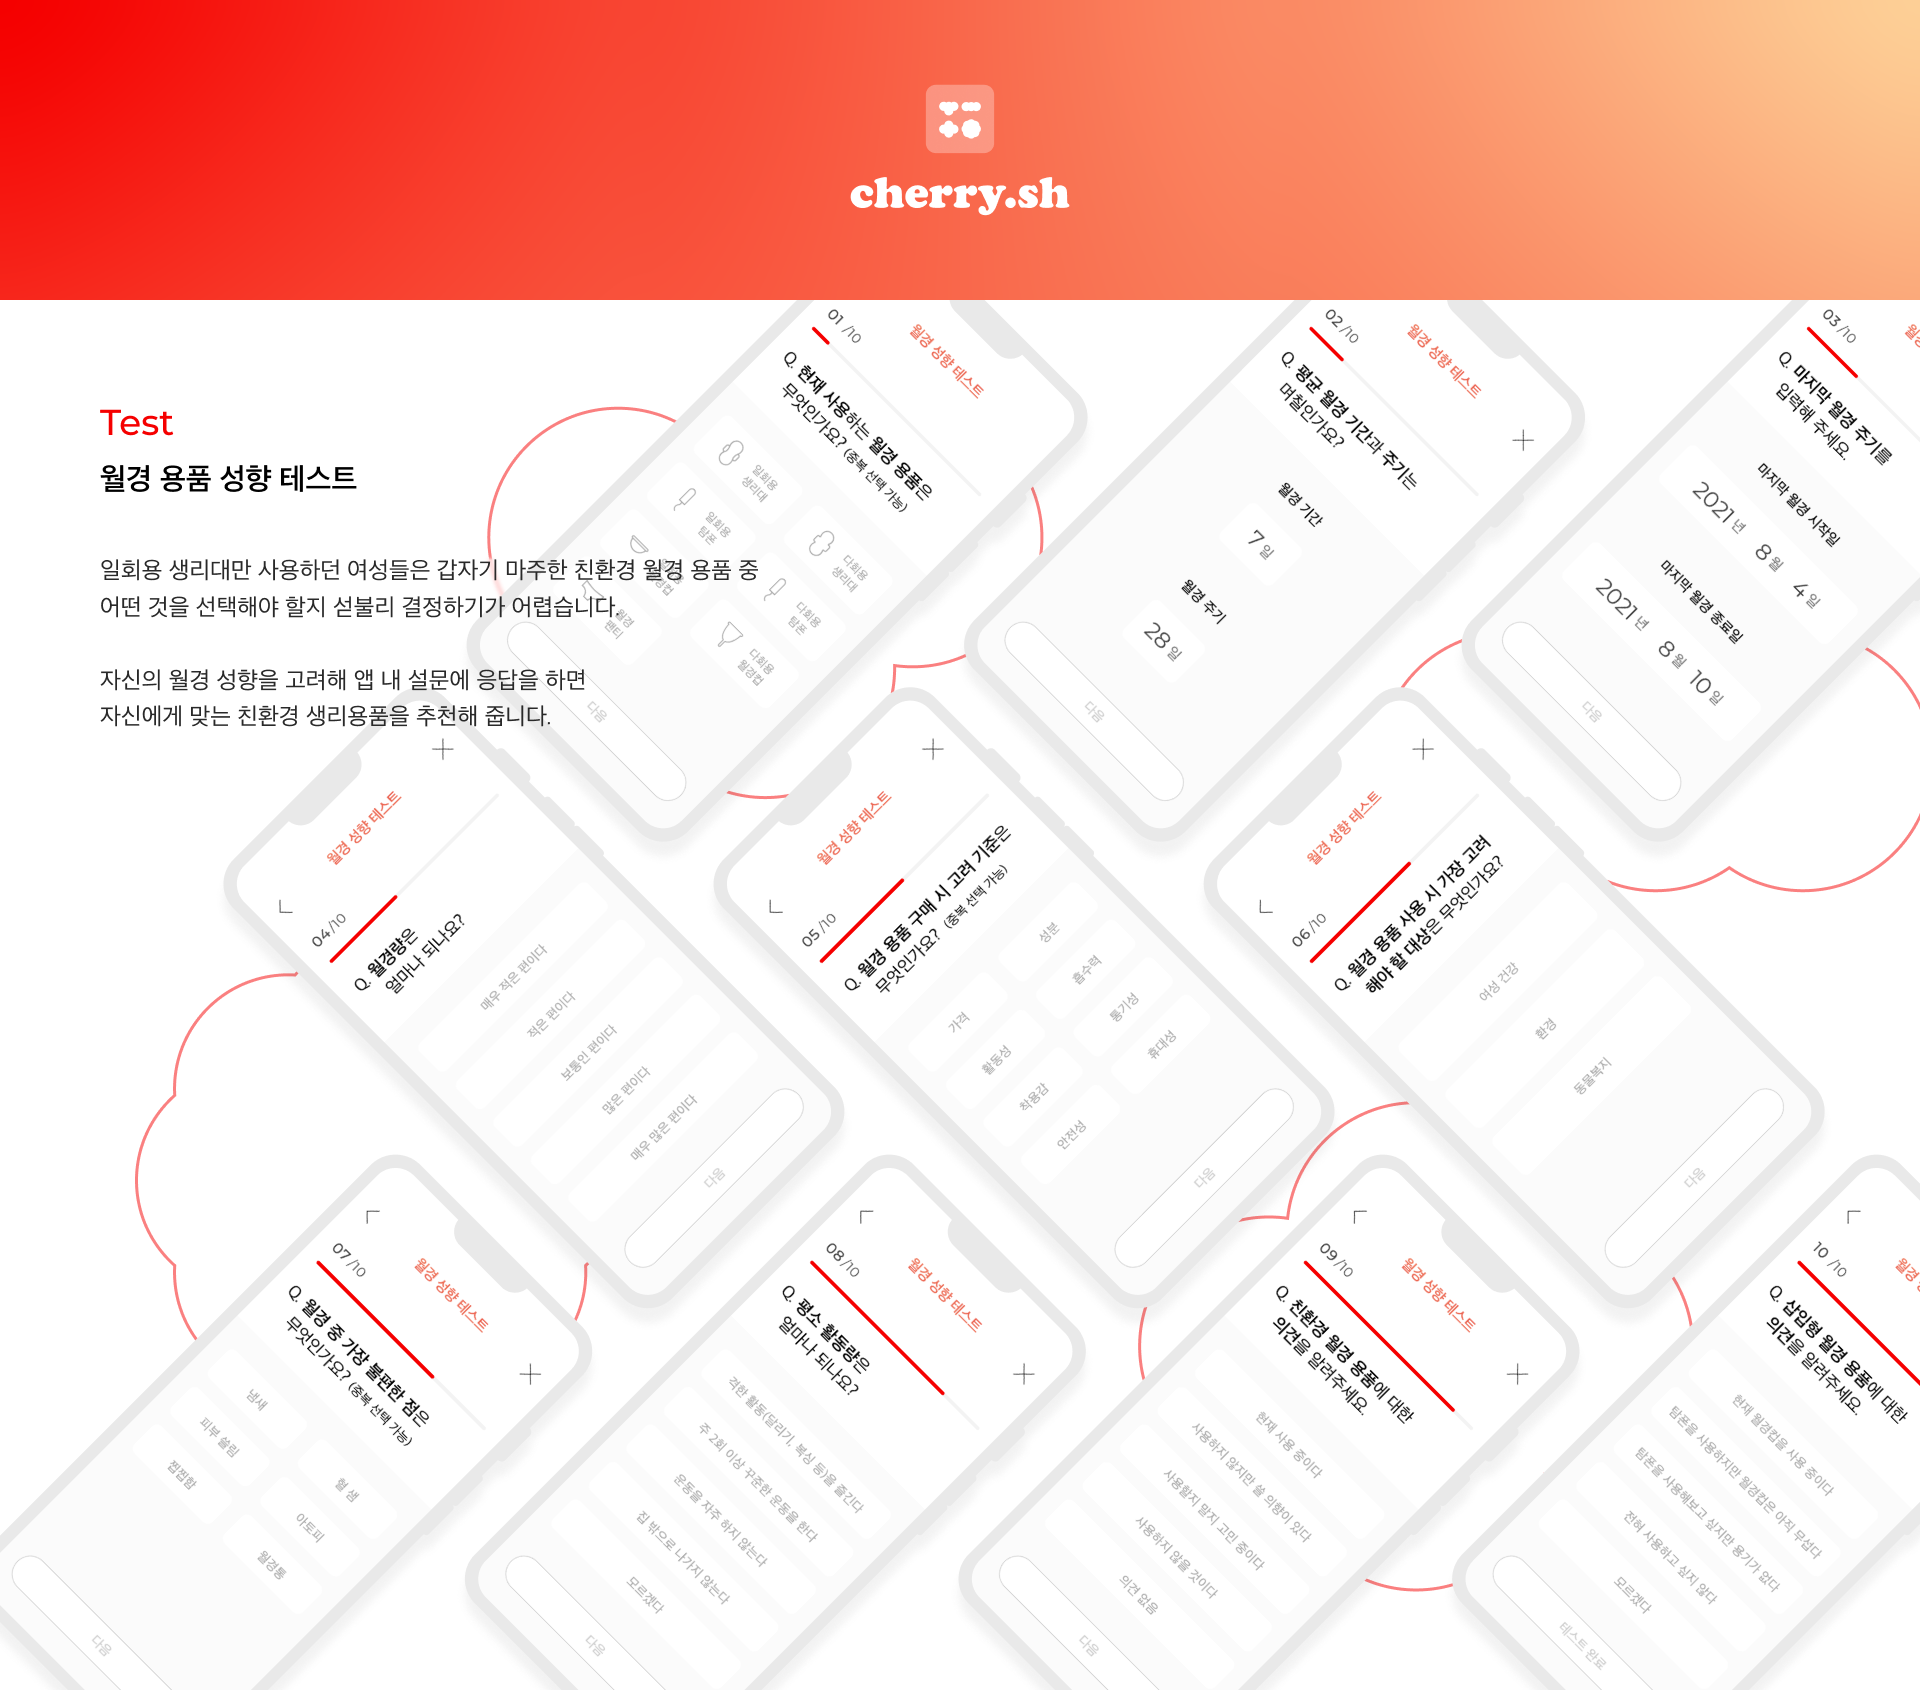 cherry.sh
Test
월경 용품 성향 테스트
일회용 생리대만 사용하던 여성들은 갑자기 마주한 친환경 월경 용품 중
어떤 것을 선택해야 할지 섣불리 결정하기가 어렵습니다.
자신의 월경 성향을 고려해 앱 내 설문에 응답을 하면
자신에게 맞는 친환경 생리용품을 추천해 줍니다.
월경 성향 테스트
01 /10
Q. 현재 사용하는 월경 용품은
무엇인가요? (중복 선택 가능)
일회용
생리대
다회용
생리대
일회용
탐폰
다회용
탐폰
컵
다회용
월경컵
월경
팬티
다음
월경 성향 테스트
02 /10
Q. 평균 월경 기간과 주기는
며칠인가요?
월경 기간
7 일
월경 주기
28 일
다음
월경
03 /10
Q. 마지막 월경 주기를
입력해 주세요.
마지막 월경 시작일
2021 년 8 월 4 일
마지막 월경 종료일
2021 년 8 월 10 일
다음
월경 성향 테스트
04 /10
Q. 월경량은
얼마나 되나요?
매우 적은 편이다
적은 편이다
보통인 편이다
많은 편이다
매우 많은 편이다
다음
월경 성향 테스트
05 /10
Q. 월경 용품 구매 시 고려 기준은
무엇인가요? (중복 선택 가능)
가격
성분
활동성
흡수력
착용감
통기성
안전성
휴대성
다음
월경 성향 테스트
06 /10
Q. 월경 용품 사용 시 가장 고려
해야 할 대상은 무엇인가요?
여성 건강
환경
동물복지
다음
월경 성향 테스트
07 /10
Q. 월경 중 가장 불편한 점은
무엇인가요? (중복 선택 가능)
냄새
혈 샘
피부 쓸림
아토피
찝찝함
월경통
다음
월경 성향 테스트
08 /10
Q. 평소 활동량은
얼마나 되나요?
격한 활동(달리기, 복싱 등)을 즐긴다
주 2회 이상 꾸준한 운동을 한다
운동을 자주 하지 않는다
집 밖으로 나가지 않는다
모르겠다
다음
월경 성향 테스트
09 /10
Q. 친환경 월경 용품에 대한
의견을 알려주세요.
현재 사용 중이다
사용하지 않지만 쓸 의향이 있다
사용할지 말지 고민 중이다
사용하지 않을 것이다
의견 없음
다음
월경
10 /10
Q. 삽입형 월경 용품에 대한
의견을 알려주세요.
현재 월경컵을 사용 중이다
탐폰을 사용하지만 월경컵은 아직 무섭다
탐폰을 사용해보고 싶지만 용기가 없다
전혀 사용하고 싶지 않다
모르겠다
테스트 완료